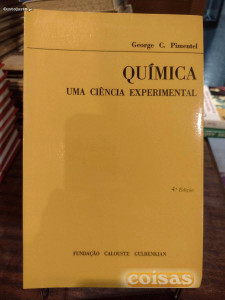 George C. Pimentel
QUÍMICA
UMA CIÊNCIA EXPERIMENTAL
4.ª Edição
FUNDAÇÃO CALOUSTE GULBENKIAN
coisas